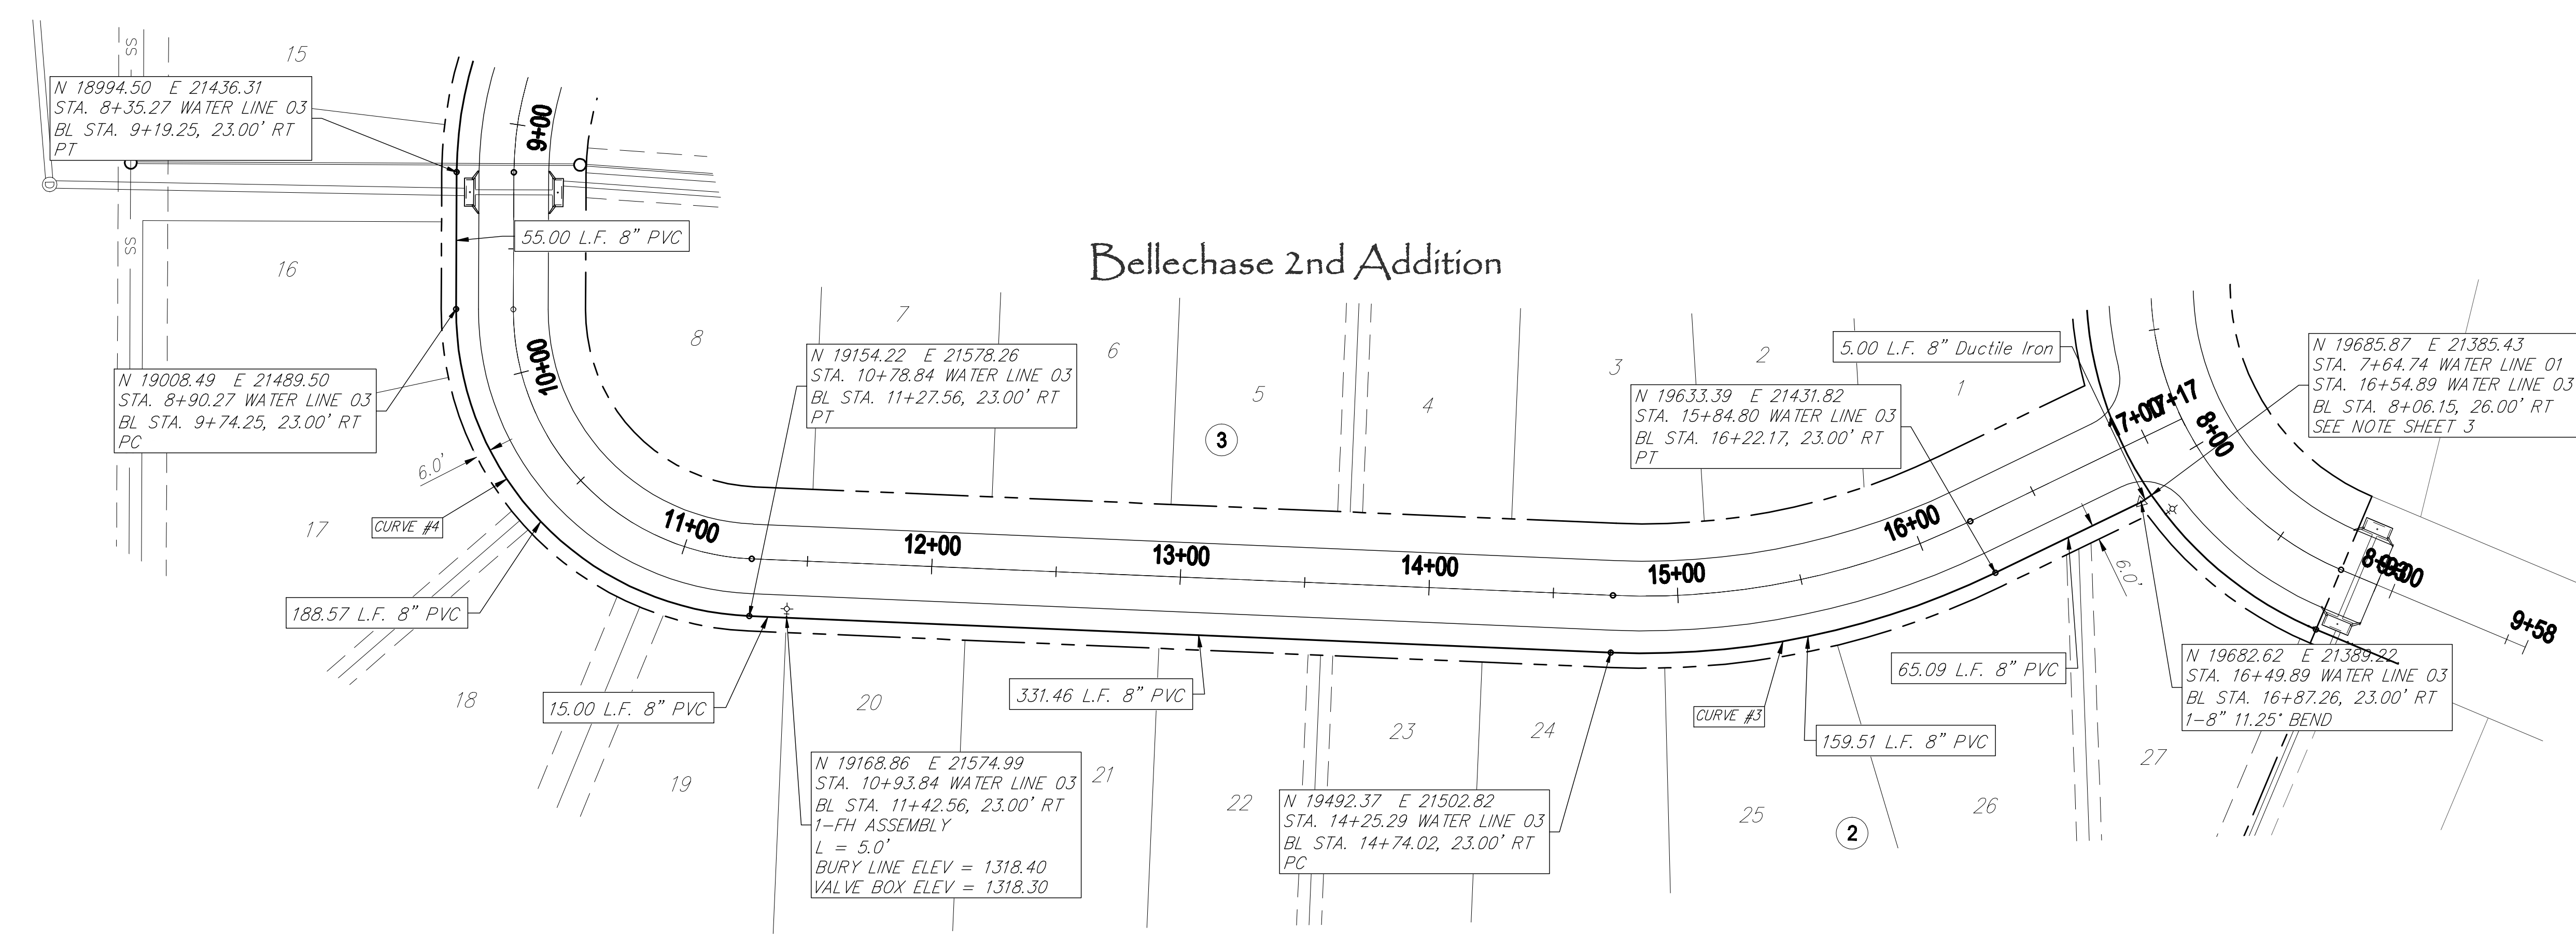 15
SS
N 18994.50 E 21436.31
STA. 8+35.27 WATER LINE 03
BL STA. 9+19.25, 23.00' RT
PT
9+00
55.00 L.F. 8" PVC
SS
16
Bellechase 2nd Addition
8
7
6
5
4
3
2
1
10+00
N 19008.49 E 21489.50
STA. 8+90.27 WATER LINE 03
BL STA. 9+74.25, 23.00' RT
PC
N 19154.22 E 21578.26
STA. 10+78.84 WATER LINE 03
BL STA. 11+27.56, 23.00' RT
PT
3
5.00 L.F. 8" Ductile Iron
N 19633.39 E 21431.82
STA. 15+84.80 WATER LINE 03
BL STA. 16+22.17, 23.00' RT
PT
N 19685.87 E 21385.43
STA. 7+64.74 WATER LINE 01
STA. 16+54.89 WATER LINE 03
BL STA. 8+06.15, 26.00' RT
SEE NOTE SHEET 3
17+00
17+17
8+00
6.0'
17
CURVE #4
11+00
12+00
13+00
14+00
15+00
16+00
6.0'
8+93
9+00
9+58
188.57 L.F. 8" PVC
18
15.00 L.F. 8" PVC
19
20
331.46 L.F. 8" PVC
21
22
23
24
CURVE #3
159.51 L.F. 8" PVC
65.09 L.F. 8" PVC
25
2
26
27
N 19682.62 E 21389.22
STA. 16+49.89 WATER LINE 03
BL STA. 16+87.26, 23.00' RT
1-8" 11.25° BEND
N 19168.86 E 21574.99
STA. 10+93.84 WATER LINE 03
BL STA. 11+42.56, 23.00' RT
1-FH ASSEMBLY
L = 5.0'
BURY LINE ELEV = 1318.40
VALVE BOX ELEV = 1318.30
N 19492.37 E 21502.82
STA. 14+25.29 WATER LINE 03
BL STA. 14+74.02, 23.00' RT
PC